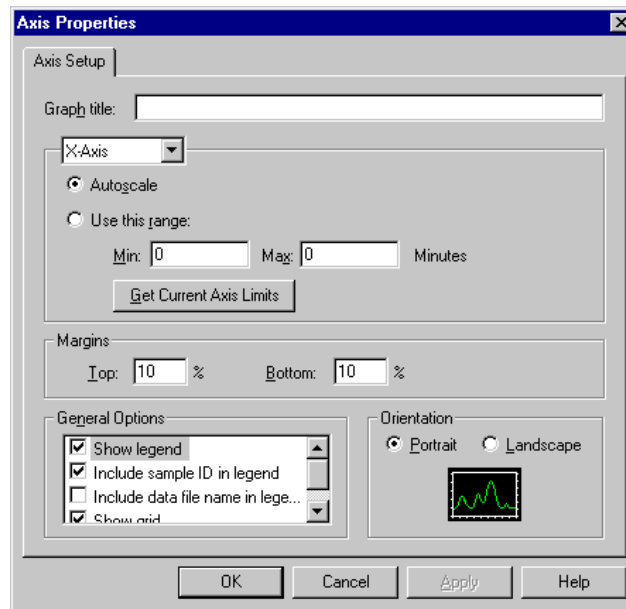 Axis Properties
Axis Setup
Graph title:
X-Axis
Autoscale
Use this range:
Min: 0 Max: 0 Minutes
Get Current Axis Limits
Margins
Top: 10 % Bottom: 10 %
General Options
Show legend
Include sample ID in legend
Include data file name in lege...
Show grid
Orientation
Portrait Landscape
OK Cancel Apply Help